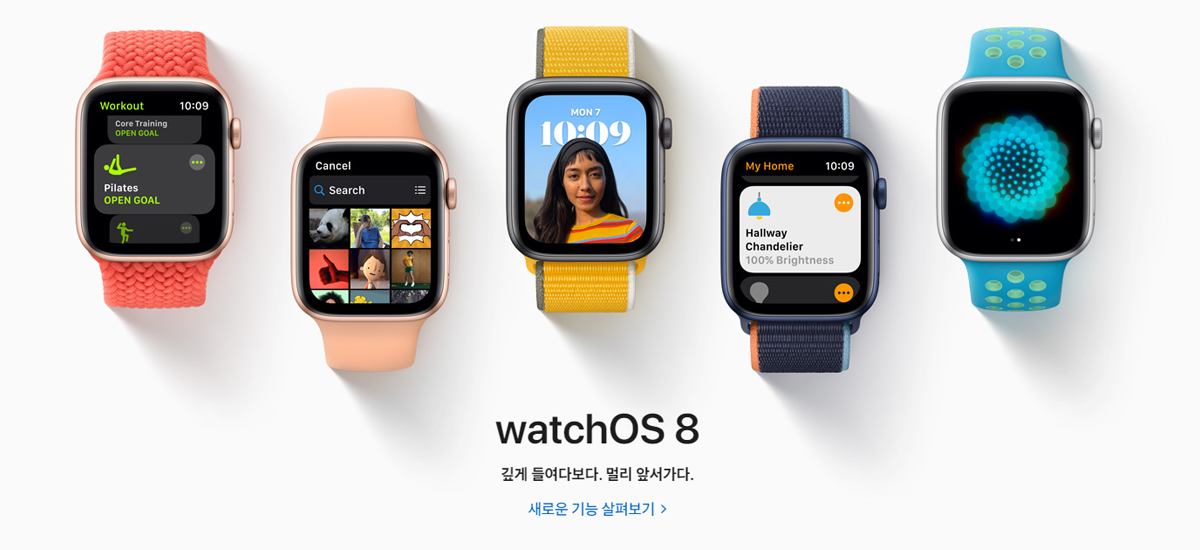 Workout 10:09
Core Training
OPEN GOAL
Pilates
OPEN GOAL
Cancel
Search
MON 7
10:09
My Home 10:09
Hallway
Chandelier
100% Brightness
watchOS 8
깊게 들여다보다. 멀리 앞서가다.
새로운 기능 살펴보기 >